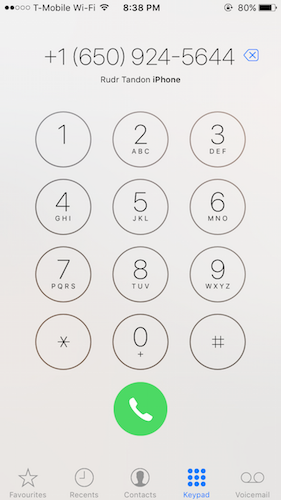 T-Mobile Wi-Fi 8:38 PM 80%
+1 (650) 924-5644
Rudr Tandon iPhone
1 2 3
ABC DEF
4 5 6
GHI JKL MNO
7 8 9
PQRS TUV WXYZ
* 0 #
+
Favourites Recents Contacts Keypad Voicemail